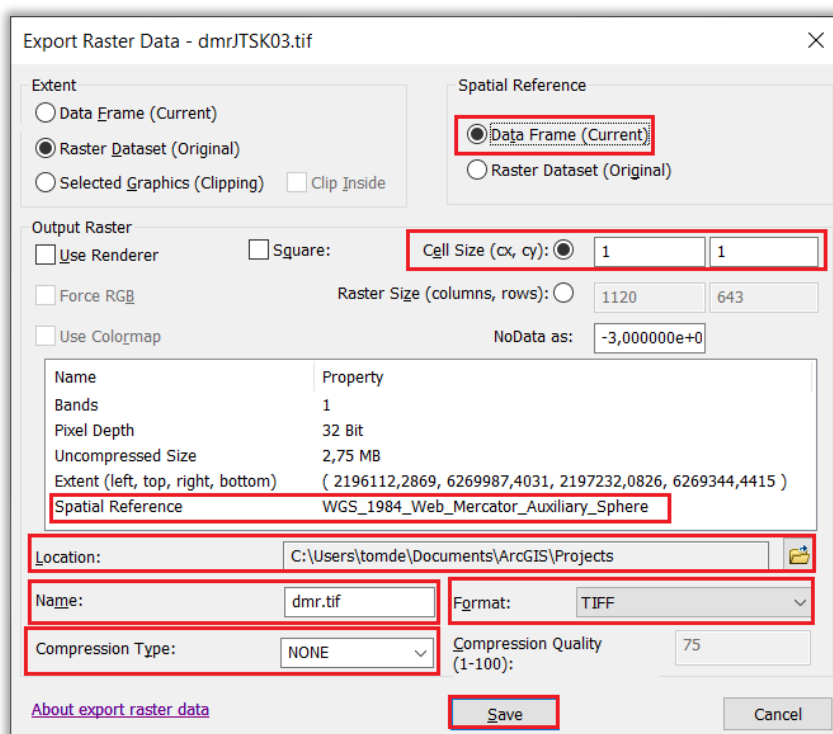 Export Raster Data - dmrJTSK03.tif
Extent
Data Frame (Current)
Raster Dataset (Original)
Selected Graphics (Clipping) Clip Inside
Spatial Reference
Data Frame (Current)
Raster Dataset (Original)
Output Raster
Use Renderer Square: Cell Size (cx, cy): 1 1
Force RGB Raster Size (columns, rows): 1120 643
Use Colormap NoData as: -3,000000e+0
Name Property
Bands 1
Pixel Depth 32 Bit
Uncompressed Size 2,75 MB
Extent (left, top, right, bottom) ( 2196112,2869, 6269987,4031, 2197232,0826, 6269344,4415 )
Spatial Reference WGS_1984_Web_Mercator_Auxiliary_Sphere
Location: C:\Users\tomde\Documents\ArcGIS\Projects
Name: dmr.tif Format: TIFF
Compression Type: NONE Compression Quality
(1-100): 75
About export raster data Save Cancel